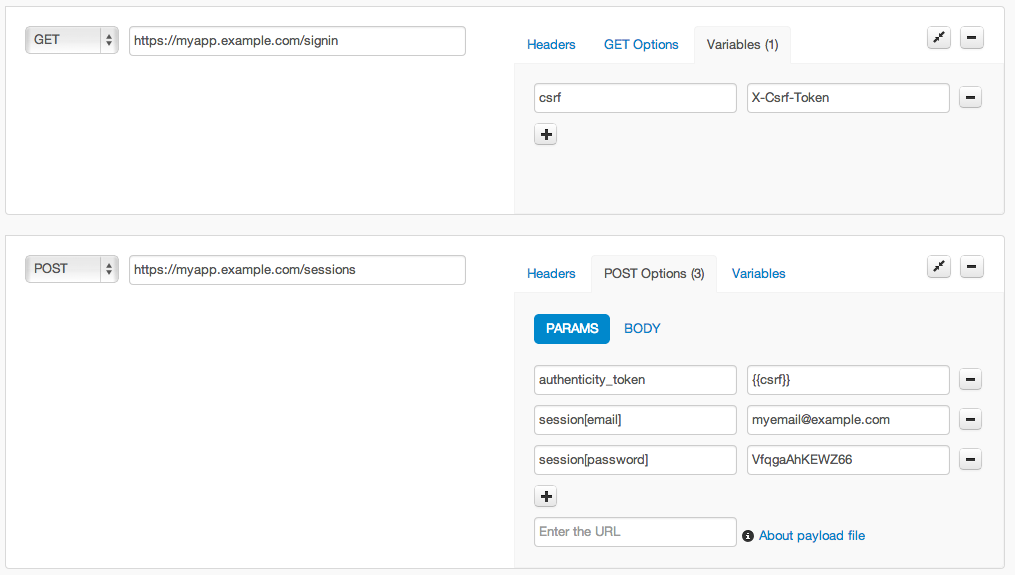 GET
https://myapp.example.com/signin
Headers
GET Options
Variables (1)
csrf
X-Csrf-Token
POST
https://myapp.example.com/sessions
Headers
POST Options (3)
Variables
PARAMS
BODY
authenticity_token
{{csrf}}
session[email]
myemail@example.com
session[password]
VfqgaAhKEWZ66
Enter the URL
About payload file